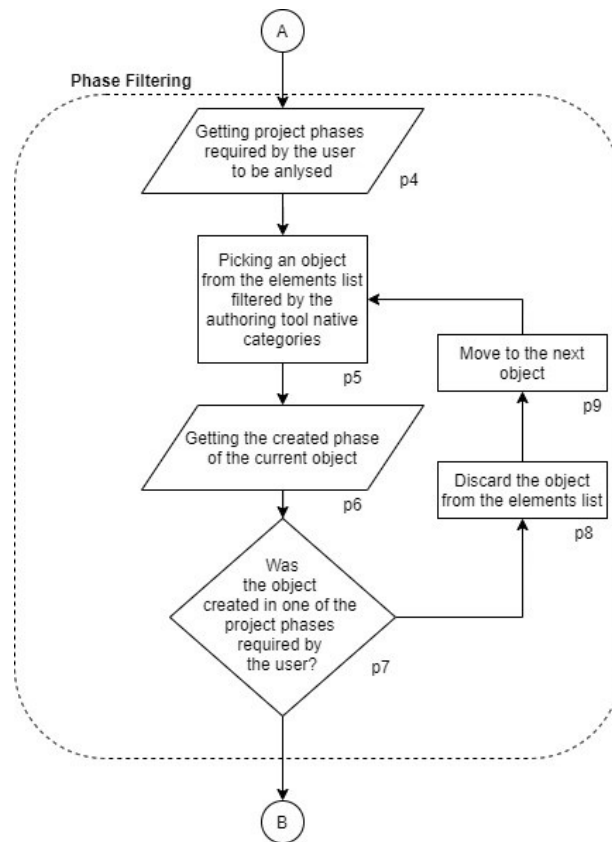 A
Phase Filtering
Getting project phases
required by the user
to be anlysed
p4
Picking an object
from the elements list
filtered by the
authoring tool native
categories
p5
Move to the next
object
p9
Getting the created phase
of the current object
p6
Discard the object
from the elements list
p8
Was
the object
created in one of the
project phases
required by
the user?
p7
B